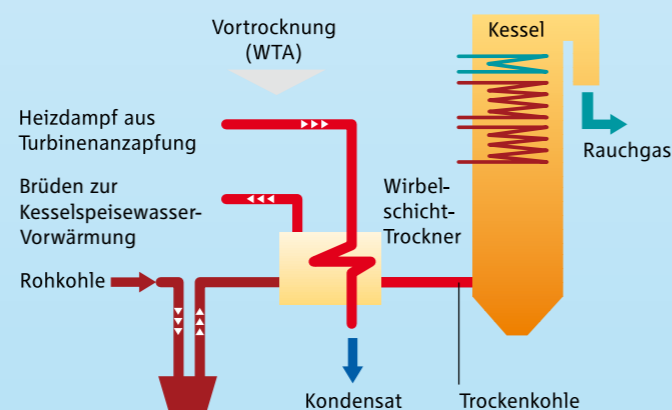 Vortrocknung
(WTA)
Kessel
Heizdampf aus
Turbinenanzapfung
Rauchgas
Brüden zur
Kesselspeisewasser-
Vorwärmung
Wirbel-
schicht-
Trockner
Rohkohle
Kondensat
Trockenkohle